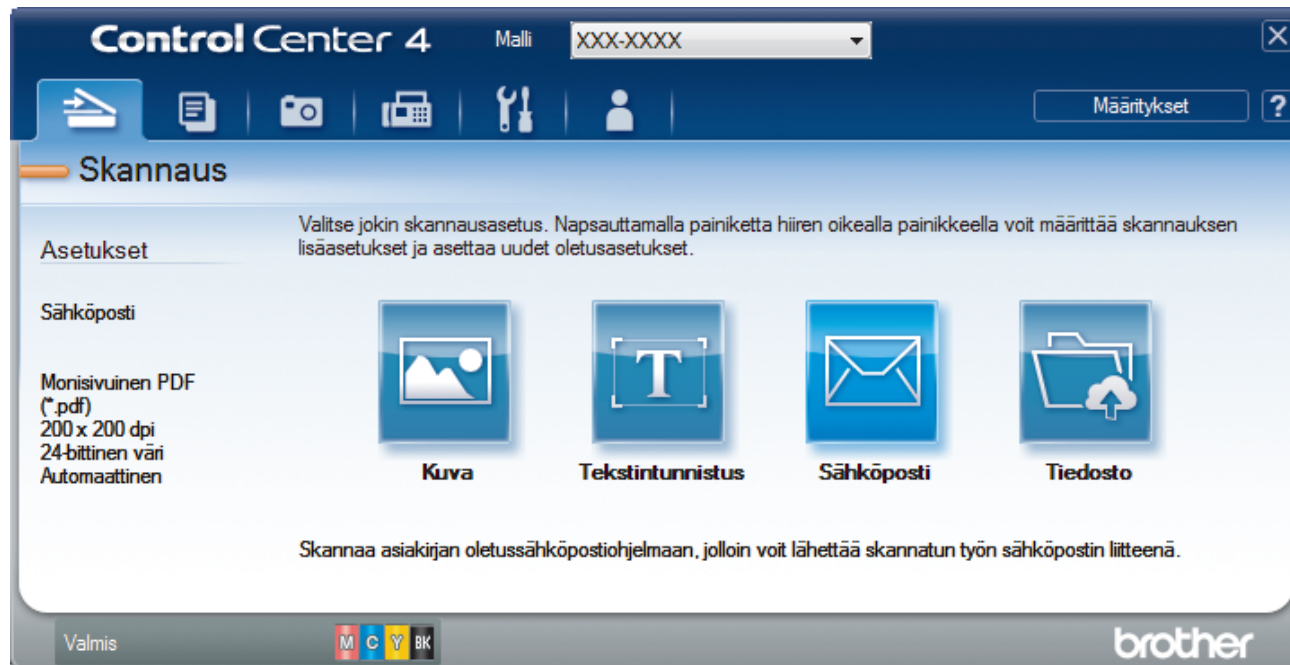 Control Center 4
Malli
XXX-XXXX
Määritykset
?
Skannaus
Asetukset
Sähköposti
Monisivuinen PDF
(*.pdf)
200 x 200 dpi
24-bittinen väri
Automaattinen
Valitse jokin skannausasetus. Napsauttamalla painiketta hiiren oikealla painikkeella voit määrittää skannauksen
lisäasetukset ja asettaa uudet oletusasetukset.
T
Kuva
Tekstintunnistus
Sähköposti
Tiedosto
Skannaa asiakirjan oletussähköpostiohjelmaan, jolloin voit lähettää skannatun työn sähköpostin liitteenä.
Valmis
M C Y BK
brother